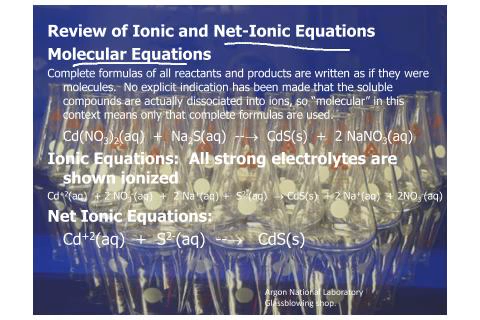 Review of Ionic and Net-Ionic Equations
Molecular Equations
Complete formulas of all reactants and products are written as if they were
molecules. No explicit indication has been made that the soluble
compounds are actually dissociated into ions, so “molecular” in this
context means only that complete formulas are used.
Cd(NO₃)₂(aq) + Na₂S(aq) --→ CdS(s) + 2 NaNO₃(aq)
Ionic Equations: All strong electrolytes are
shown ionized
Cd⁺²(aq) + 2 NO₃⁻(aq) + 2 Na⁺(aq) + S²⁻(aq) → CdS(s) + 2 Na⁺(aq) + 2NO₃⁻(aq)
Net Ionic Equations:
Cd⁺²(aq) + S²⁻(aq) --→ CdS(s)
Argon National Laboratory
Glassblowing shop.